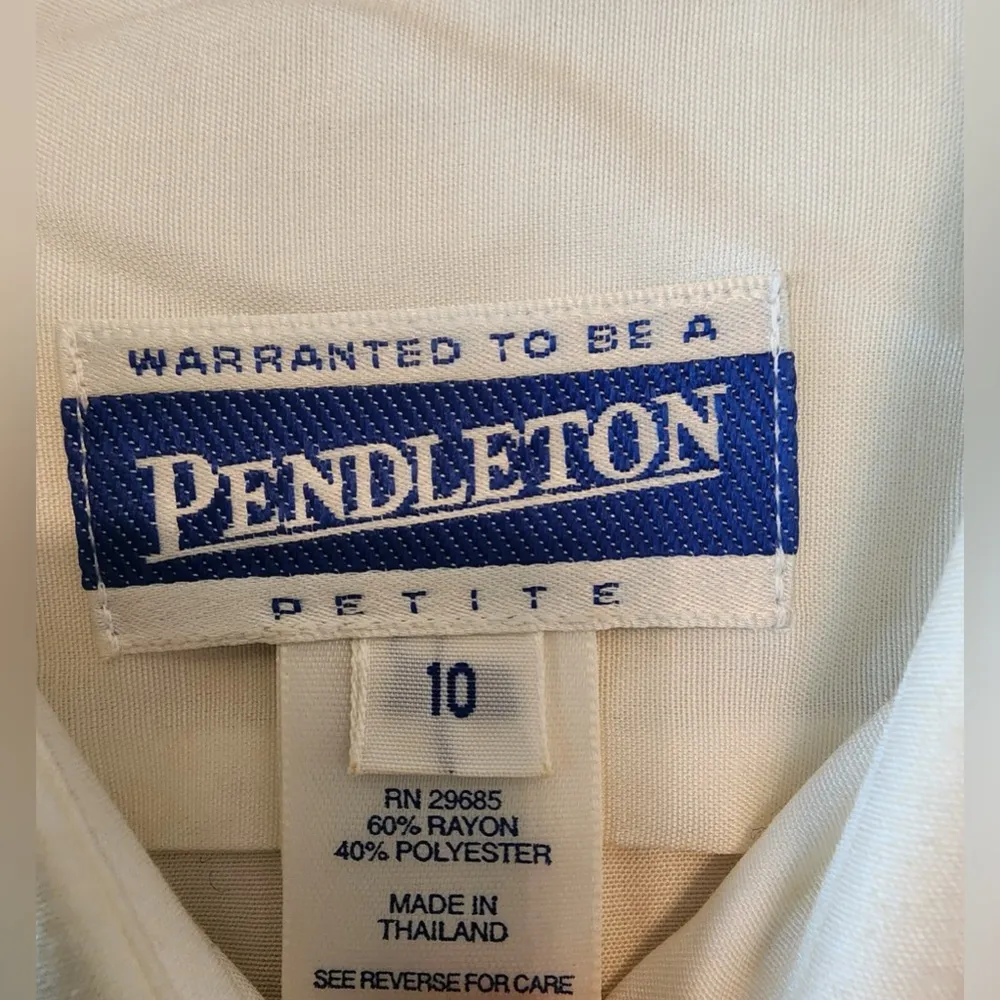 WARRANTED TO BE A
PENDLETON
PETITE
10
RN 29685
60% RAYON
40% POLYESTER
MADE IN
THAILAND
SEE REVERSE FOR CARE